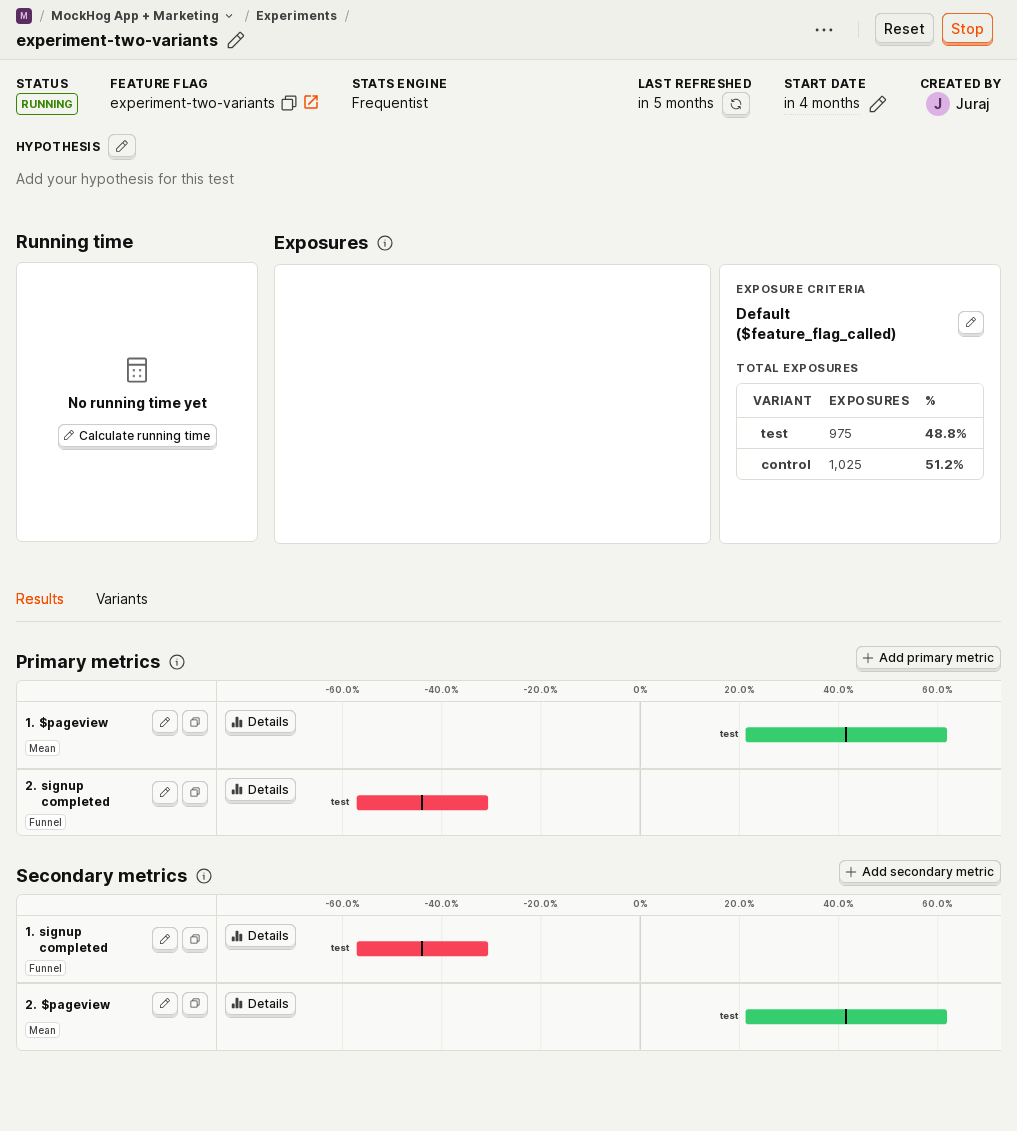 M / MockHog App + Marketing / Experiments /
experiment-two-variants
Reset
Stop
STATUS
RUNNING
FEATURE FLAG
experiment-two-variants
STATS ENGINE
Frequentist
LAST REFRESHED
in 5 months
START DATE
in 4 months
CREATED BY
J Juraj
HYPOTHESIS
Add your hypothesis for this test
Running time
No running time yet
Calculate running time
Exposures
EXPOSURE CRITERIA
Default
($feature_flag_called)
TOTAL EXPOSURES
VARIANT EXPOSURES %
test 975 48.8%
control 1,025 51.2%
Results Variants
Primary metrics
Add primary metric
-60.0% -40.0% -20.0% 0% 20.0% 40.0% 60.0%
1. $pageview
Mean
Details
test
2. signup
completed
Funnel
Details
test
Secondary metrics
Add secondary metric
-60.0% -40.0% -20.0% 0% 20.0% 40.0% 60.0%
1. signup
completed
Funnel
Details
test
2. $pageview
Mean
Details
test